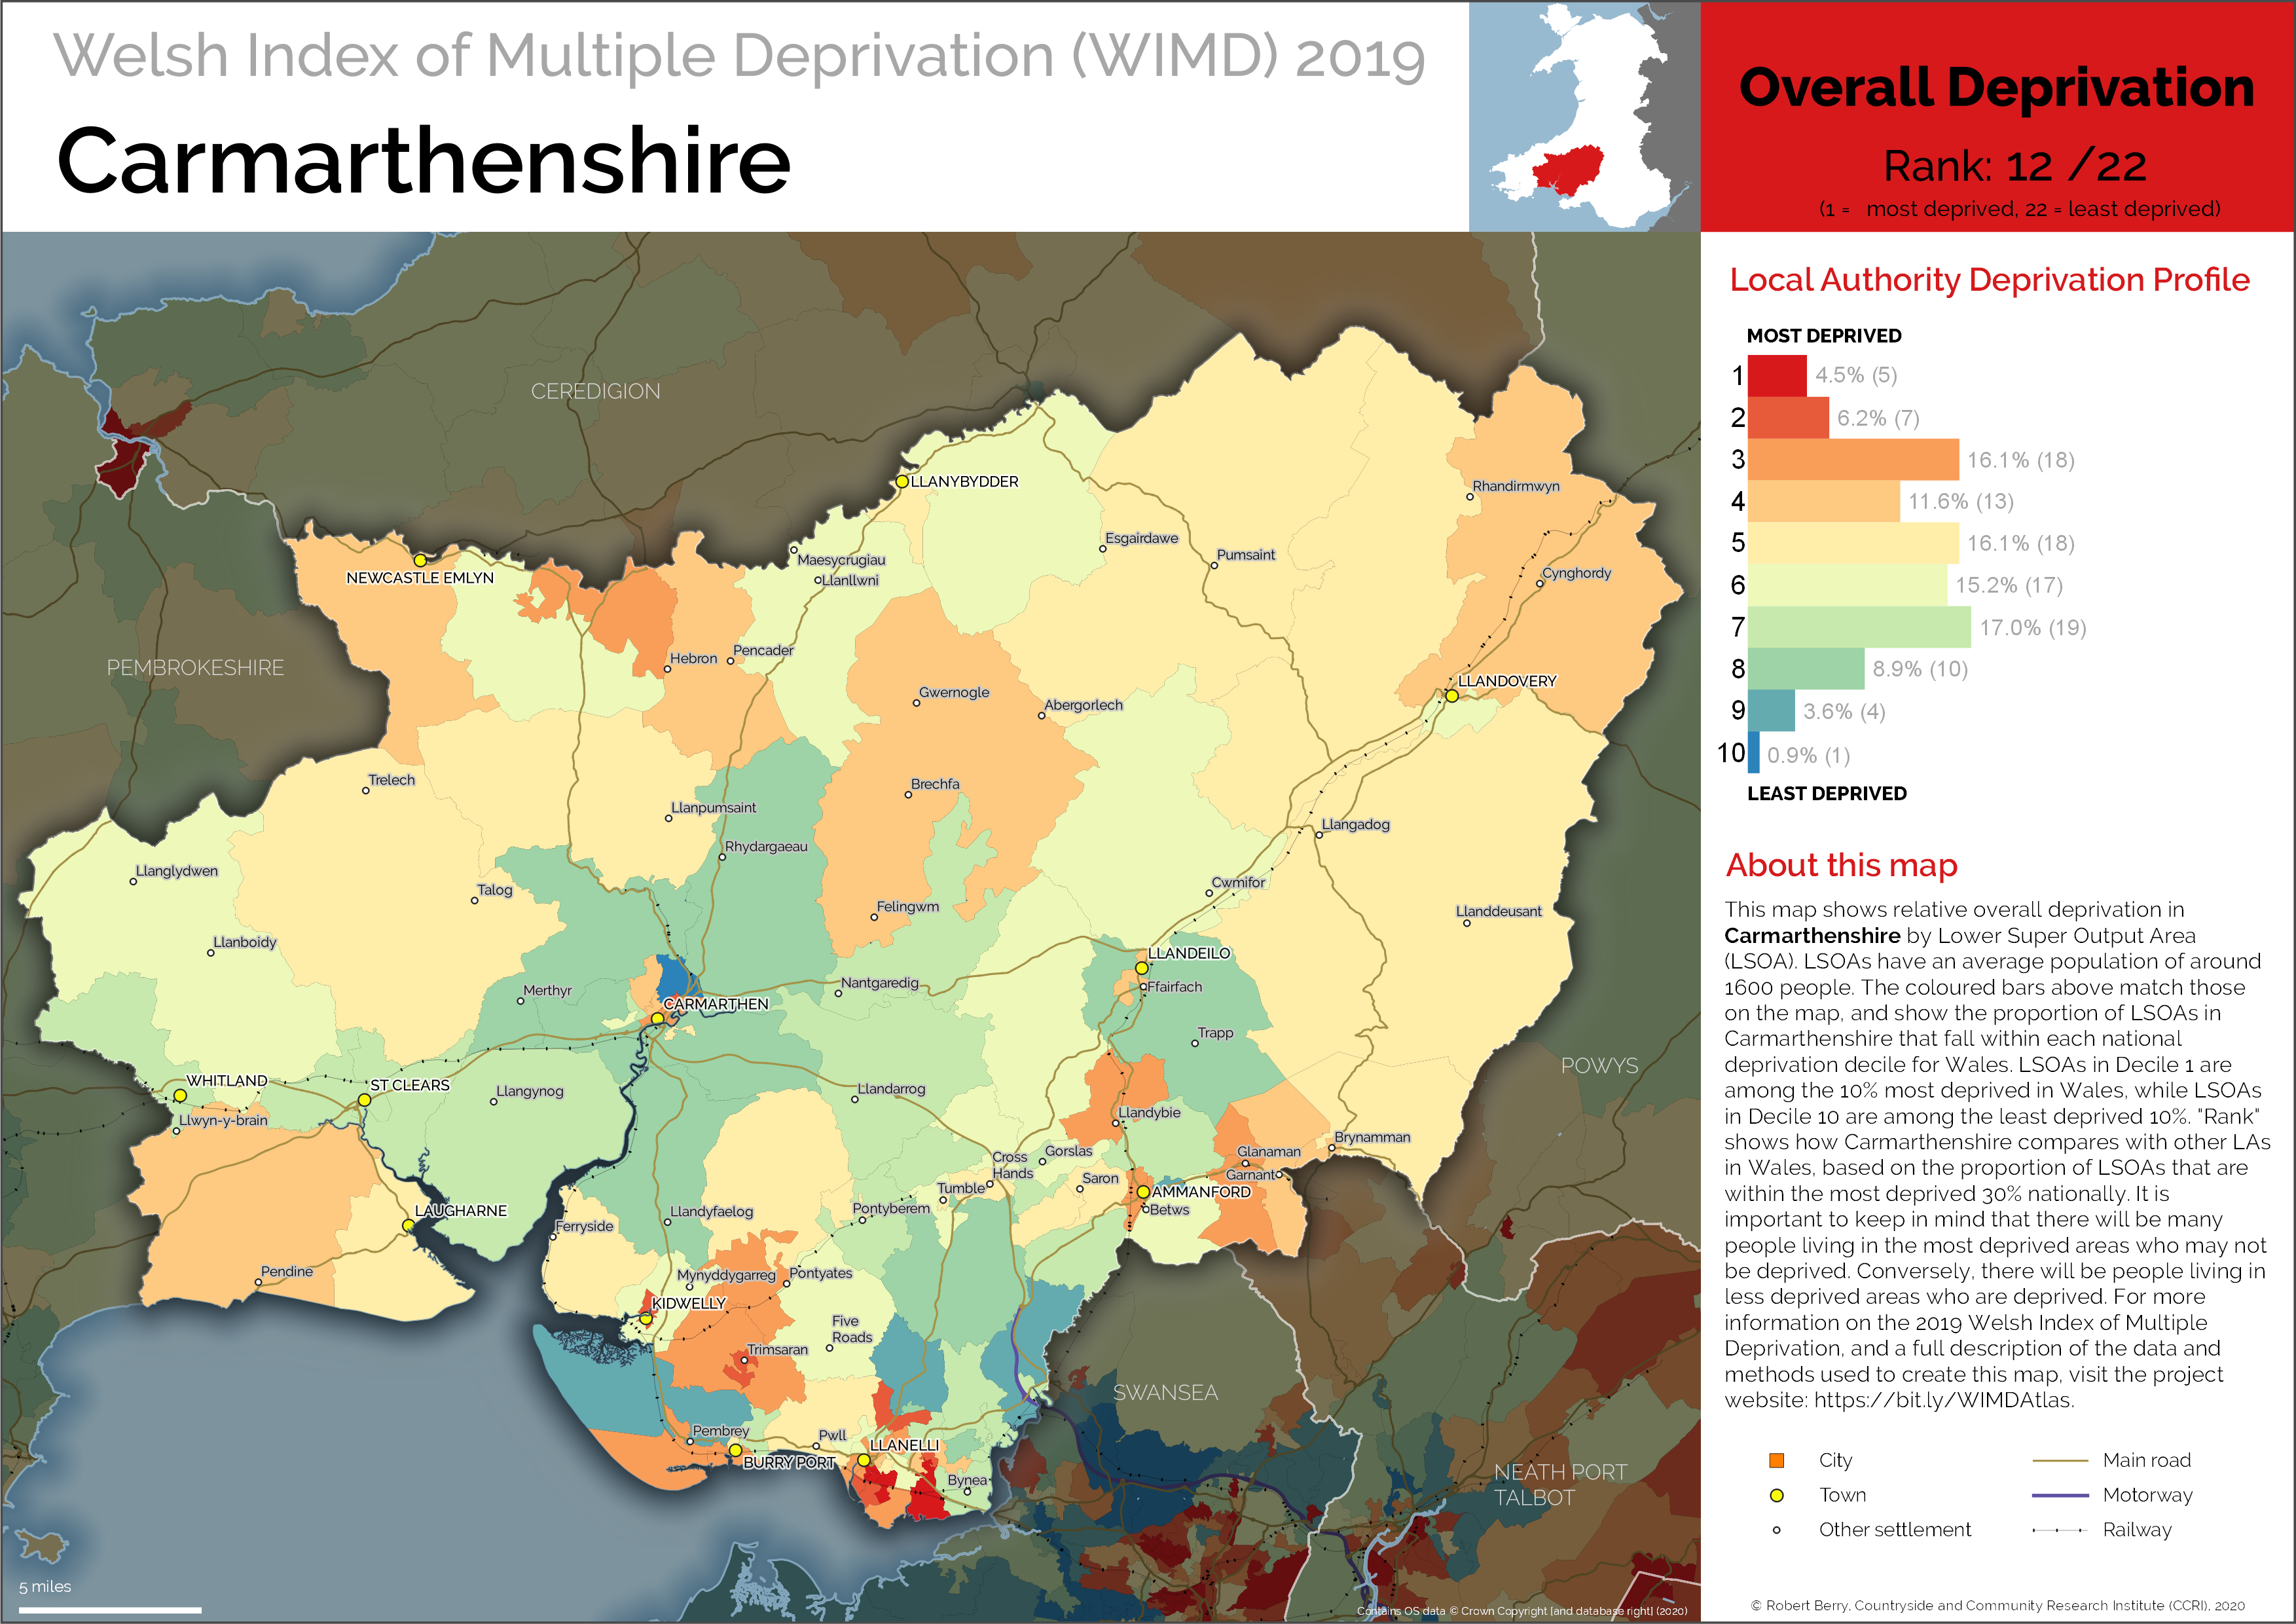 Welsh Index of Multiple Deprivation (WIMD) 2019
Carmarthenshire
Overall Deprivation
Rank: 12 /22
(1 = most deprived, 22 = least deprived)
Local Authority Deprivation Profile
MOST DEPRIVED
1 4.5% (5)
2 6.2% (7)
3 16.1% (18)
4 11.6% (13)
5 16.1% (18)
6 15.2% (17)
7 17.0% (19)
8 8.9% (10)
9 3.6% (4)
10 0.9% (1)
LEAST DEPRIVED
About this map
This map shows relative overall deprivation in
Carmarthenshire by Lower Super Output Area
(LSOA). LSOAs have an average population of around
1600 people. The coloured bars above match those
on the map, and show the proportion of LSOAs in
Carmarthenshire that fall within each national
deprivation decile for Wales. LSOAs in Decile 1 are
among the 10% most deprived in Wales, while LSOAs
in Decile 10 are among the least deprived 10%. "Rank"
shows how Carmarthenshire compares with other LAs
in Wales, based on the proportion of LSOAs that are
within the most deprived 30% nationally. It is
important to keep in mind that there will be many
people living in the most deprived areas who may not
be deprived. Conversely, there will be people living in
less deprived areas who are deprived. For more
information on the 2019 Welsh Index of Multiple
Deprivation, and a full description of the data and
methods used to create this map, visit the project
website: https://bit.ly/WIMDAtlas.
City
Town
Other settlement
Main road
Motorway
Railway
© Robert Berry, Countryside and Community Research Institute (CCRI), 2020
CEREDIGION
LLANYBYDDER
Rhandirmwyn
Esgairdawe
Pumsaint
Maesycrugiau
Llanllwni
NEWCASTLE EMLYN
Cynghordy
PEMBROKESHIRE
Hebron
Pencader
LLANDOVERY
Gwernogle
Abergorlech
Trelech
Brechfa
Llanpumsaint
Llangadog
Rhydargaeau
Llanglydwen
Talog
Cwmifor
Felingwm
Llanddeusant
Llanboidy
LLANDEILO
Merthyr
Nantgaredig
Ffairfach
CARMARTHEN
Trapp
POWYS
WHITLAND
ST CLEARS
Llangynog
Llandarrog
Llwyn-y-brain
Llandybie
Brynamman
Glanaman
Garnant
Cross
Hands
Gorslas
Saron
Tumble
AMMANFORD
Betws
LAUGHARNE
Ferryside
Llandyfaelog
Pontyberem
Pendine
Mynyddygarreg
Pontyates
KIDWELLY
Five
Roads
Trimsaran
SWANSEA
Pembrey
Pwll
LLANELLI
BURRY PORT
Bynea
NEATH PORT
TALBOT
5 miles
Contains OS data © Crown Copyright [and database right] (2020)